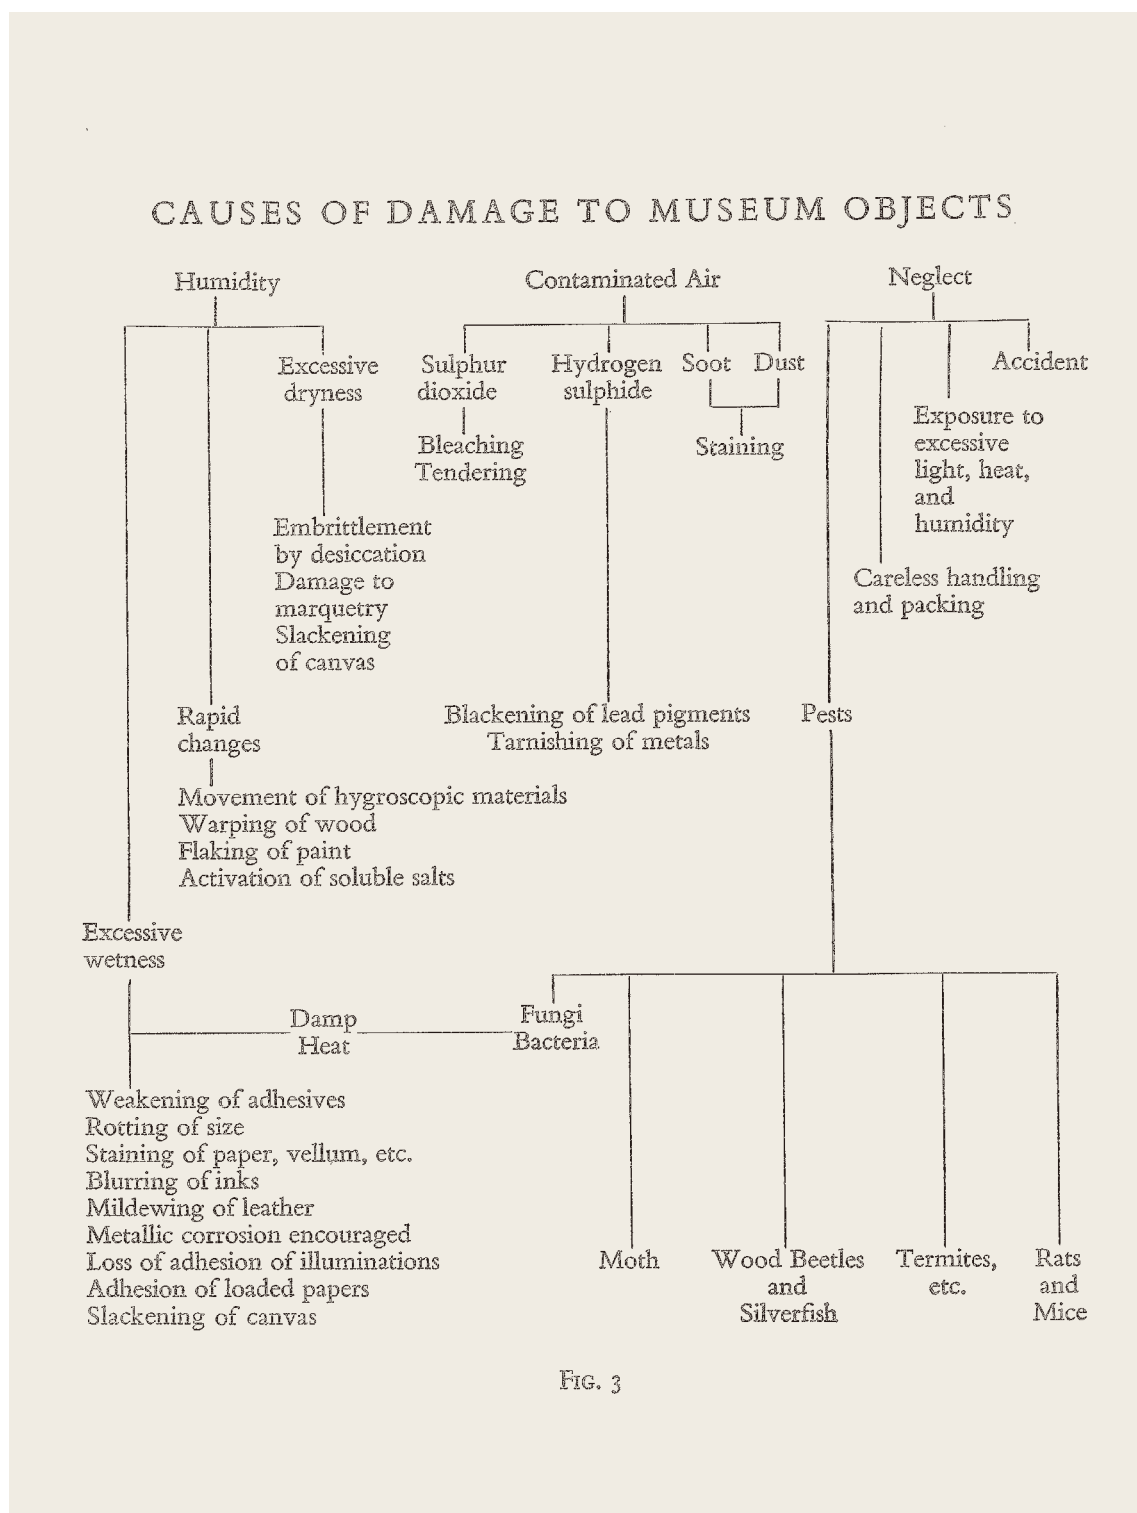 CAUSES OF DAMAGE TO MUSEUM OBJECTS
Humidity
Contaminated Air
Neglect
Excessive
dryness
Sulphur
dioxide
Hydrogen
sulphide
Soot
Dust
Accident
Bleaching
Tendering
Staining
Exposure to
excessive
light, heat,
and
humidity
Embrittlement
by desiccation
Damage to
marquetry
Slackening
of canvas
Careless handling
and packing
Rapid
changes
Blackening of lead pigments
Tarnishing of metals
Pests
Movement of hygroscopic materials
Warping of wood
Flaking of paint
Activation of soluble salts
Excessive
wetness
Damp
Heat
Fungi
Bacteria
Weakening of adhesives
Rotting of size
Staining of paper, vellum, etc.
Blurring of inks
Mildewing of leather
Metallic corrosion encouraged
Loss of adhesion of illuminations
Adhesion of loaded papers
Slackening of canvas
Moth
Wood Beetles
and
Silverfish
Termites,
etc.
Rats
and
Mice
FIG. 3